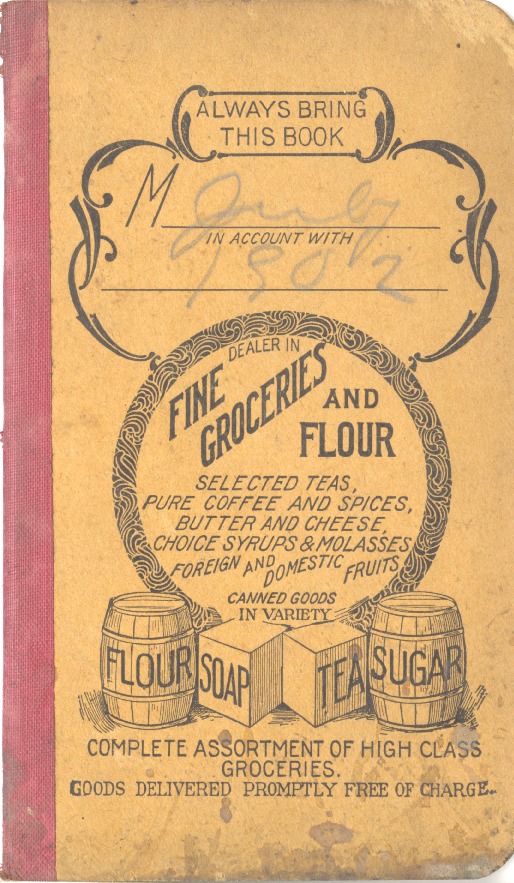 ALWAYS BRING
THIS BOOK
M July
IN ACCOUNT WITH
1902
DEALER IN
FINE
GROCERIES
AND
FLOUR
SELECTED TEAS,
PURE COFFEE AND SPICES,
BUTTER AND CHEESE,
CHOICE SYRUPS & MOLASSES
FOREIGN AND DOMESTIC FRUITS
CANNED GOODS
IN VARIETY
FLOUR SOAP TEA SUGAR
COMPLETE ASSORTMENT OF HIGH CLASS
GROCERIES.
GOODS DELIVERED PROMPTLY FREE OF CHARGE.